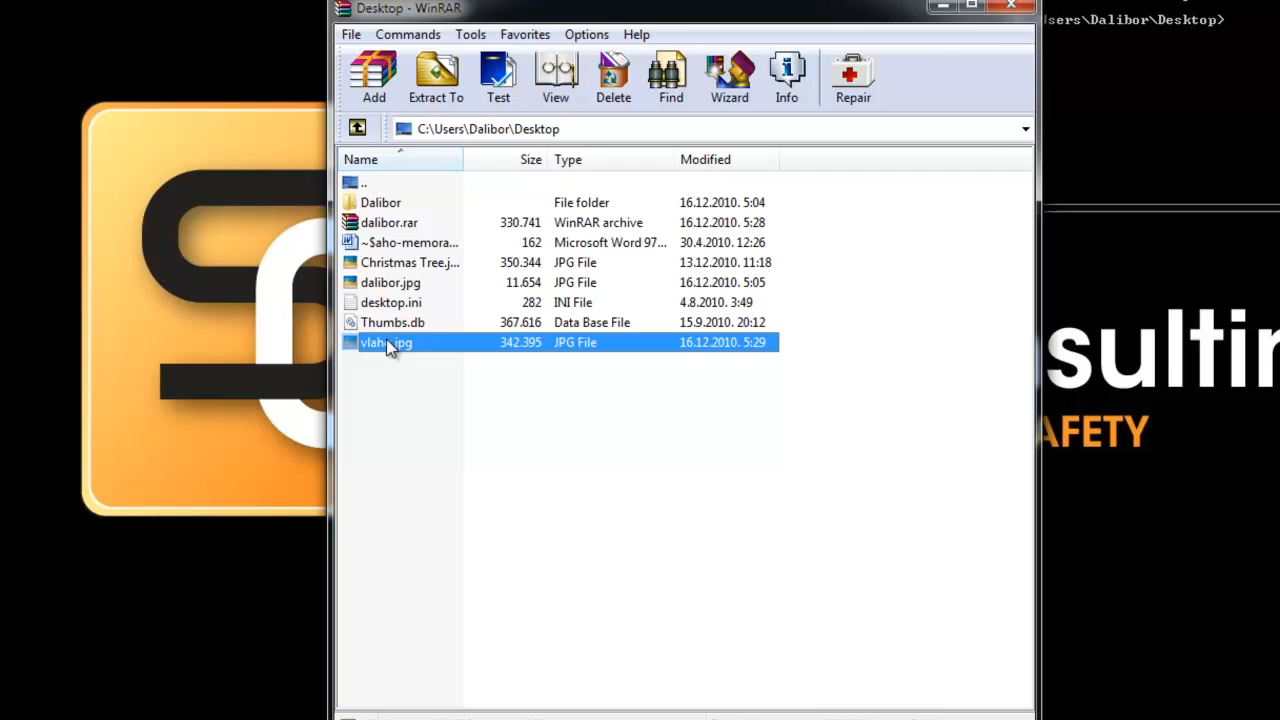 Desktop - WinRAR
sers\Dalibor\Desktop>
File Commands Tools Favorites Options Help
Add Extract To Test View Delete Find Wizard Info Repair
C:\Users\Dalibor\Desktop
Name Size Type Modified
..
Dalibor File folder 16.12.2010. 5:04
dalibor.rar 330.741 WinRAR archive 16.12.2010. 5:28
~$aho-memora... 162 Microsoft Word 97... 30.4.2010. 12:26
Christmas Tree.j... 350.344 JPG File 13.12.2010. 11:18
dalibor.jpg 11.654 JPG File 16.12.2010. 5:05
desktop.ini 282 INI File 4.8.2010. 3:49
Thumbs.db 367.616 Data Base File 15.9.2010. 20:12
vlaho.jpg 342.395 JPG File 16.12.2010. 5:29
sultin
AFETY